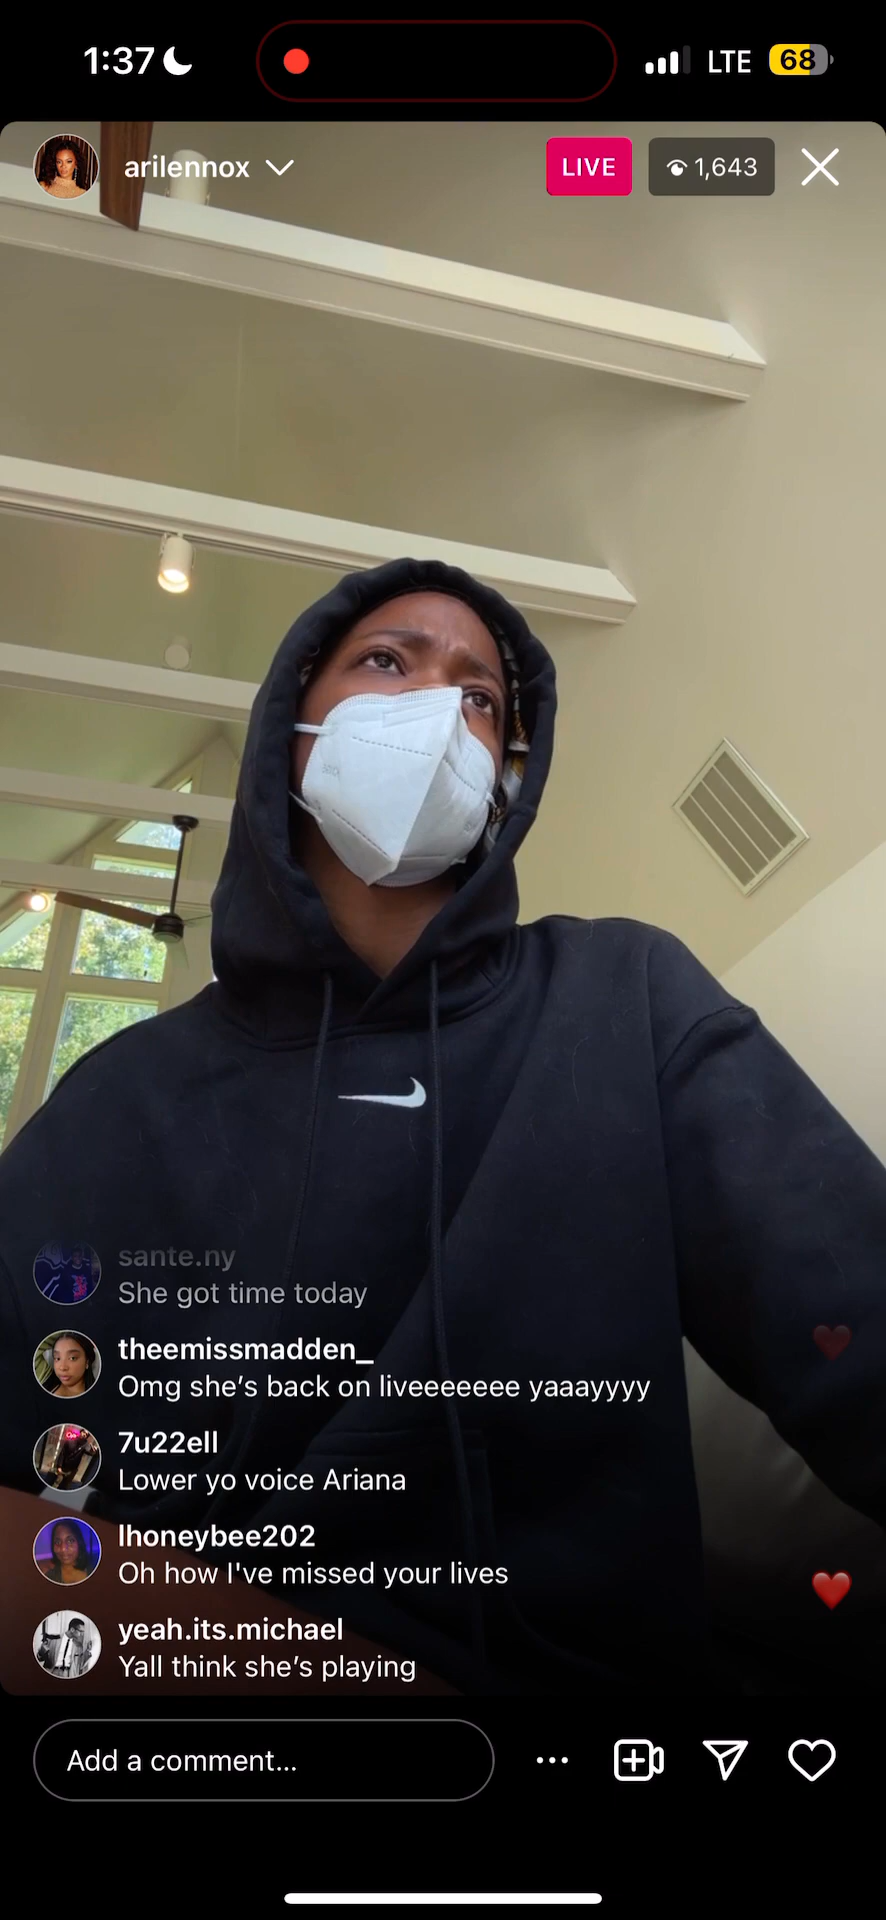 1:37
LTE
68
arilennox
LIVE
1,643
sante.ny
She got time today
theemissmadden_
Omg she’s back on liveeeeeee yaaayyyy
7u22ell
Lower yo voice Ariana
lhoneybee202
Oh how I've missed your lives
yeah.its.michael
Yall think she’s playing
Add a comment...